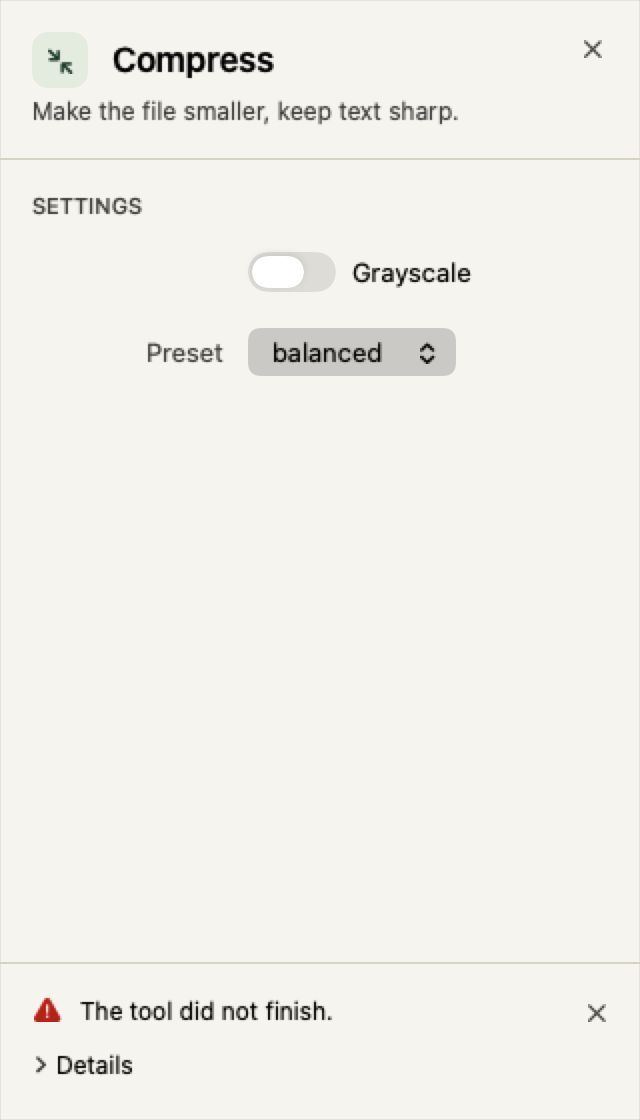 Compress
Make the file smaller, keep text sharp.
SETTINGS
Grayscale
Preset balanced
The tool did not finish.
Details